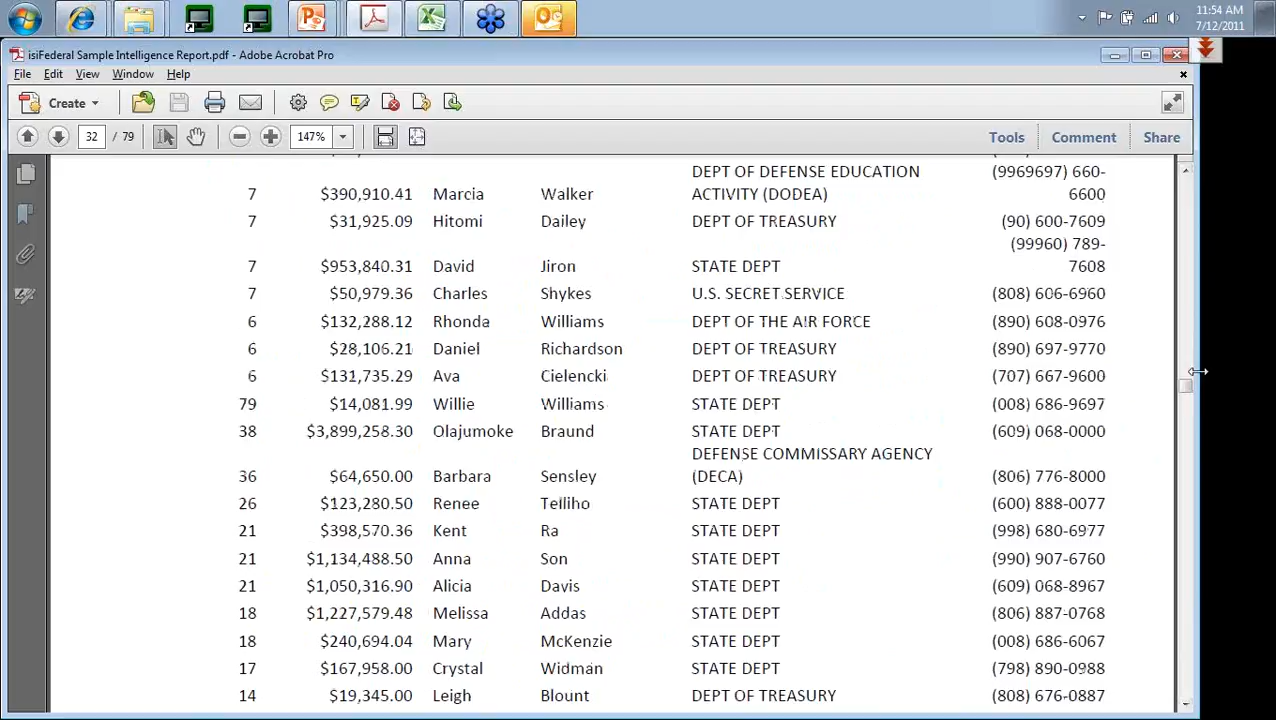 11:54 AM
7/12/2011
isiFederal Sample Intelligence Report.pdf - Adobe Acrobat Pro
File Edit View Window Help
Create
32 / 79 147% Tools Comment Share
DEPT OF DEFENSE EDUCATION (9969697) 660-
7 $390,910.41 Marcia Walker ACTIVITY (DODEA) 6600
7 $31,925.09 Hitomi Dailey DEPT OF TREASURY (90) 600-7609
(99960) 789-
7 $953,840.31 David Jiron STATE DEPT 7608
7 $50,979.36 Charles Shykes U.S. SECRET SERVICE (808) 606-6960
6 $132,288.12 Rhonda Williams DEPT OF THE AIR FORCE (890) 608-0976
6 $28,106.21 Daniel Richardson DEPT OF TREASURY (890) 697-9770
6 $131,735.29 Ava Cielencki DEPT OF TREASURY (707) 667-9600
79 $14,081.99 Willie Williams STATE DEPT (008) 686-9697
38 $3,899,258.30 Olajumoke Braund STATE DEPT (609) 068-0000
DEFENSE COMMISSARY AGENCY
36 $64,650.00 Barbara Sensley (DECA) (806) 776-8000
26 $123,280.50 Renee Telliho STATE DEPT (600) 888-0077
21 $398,570.36 Kent Ra STATE DEPT (998) 680-6977
21 $1,134,488.50 Anna Son STATE DEPT (990) 907-6760
21 $1,050,316.90 Alicia Davis STATE DEPT (609) 068-8967
18 $1,227,579.48 Melissa Addas STATE DEPT (806) 887-0768
18 $240,694.04 Mary McKenzie STATE DEPT (008) 686-6067
17 $167,958.00 Crystal Widman STATE DEPT (798) 890-0988
14 $19,345.00 Leigh Blount DEPT OF TREASURY (808) 676-0887